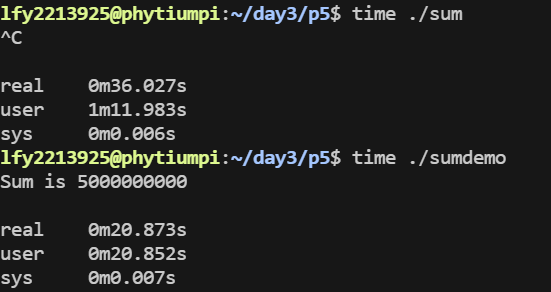 lfy2213925@phytiumpi:~/day3/p5$ time ./sum
^C
real    0m36.027s
user    1m11.983s
sys     0m0.006s
lfy2213925@phytiumpi:~/day3/p5$ time ./sumdemo
Sum is 5000000000
real    0m20.873s
user    0m20.852s
sys     0m0.007s